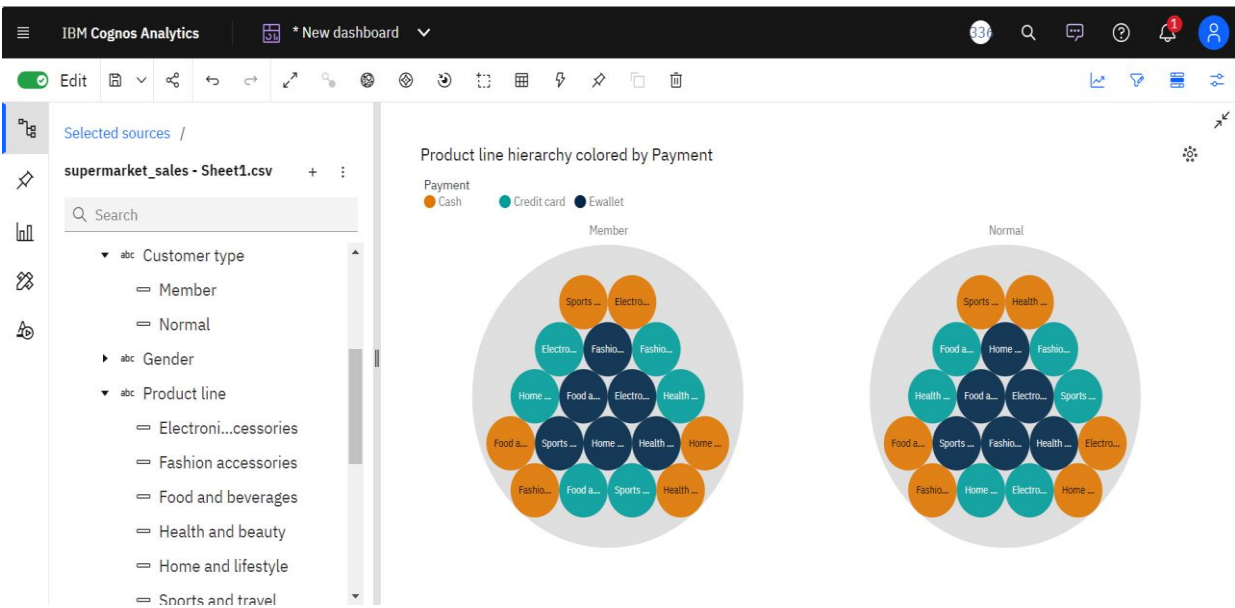 IBM Cognos Analytics
* New dashboard
336
1
Edit
Selected sources /
supermarket_sales - Sheet1.csv + ⋮
Search
abc Customer type
Member
Normal
abc Gender
abc Product line
Electroni...cessories
Fashion accessories
Food and beverages
Health and beauty
Home and lifestyle
Sports and travel
Product line hierarchy colored by Payment
Payment
Cash Credit card Ewallet
Member
Sports ... Electro...
Electro... Fashio... Fashio...
Home ... Food a... Electro... Health ...
Food a... Sports ... Home ... Health ... Home ...
Fashio... Food a... Sports ... Health ...
Normal
Sports ... Health ...
Food a... Home ... Fashio...
Health ... Food a... Electro... Sports ...
Food a... Sports ... Fashio... Health ... Electro...
Fashio... Home ... Electro... Home ...